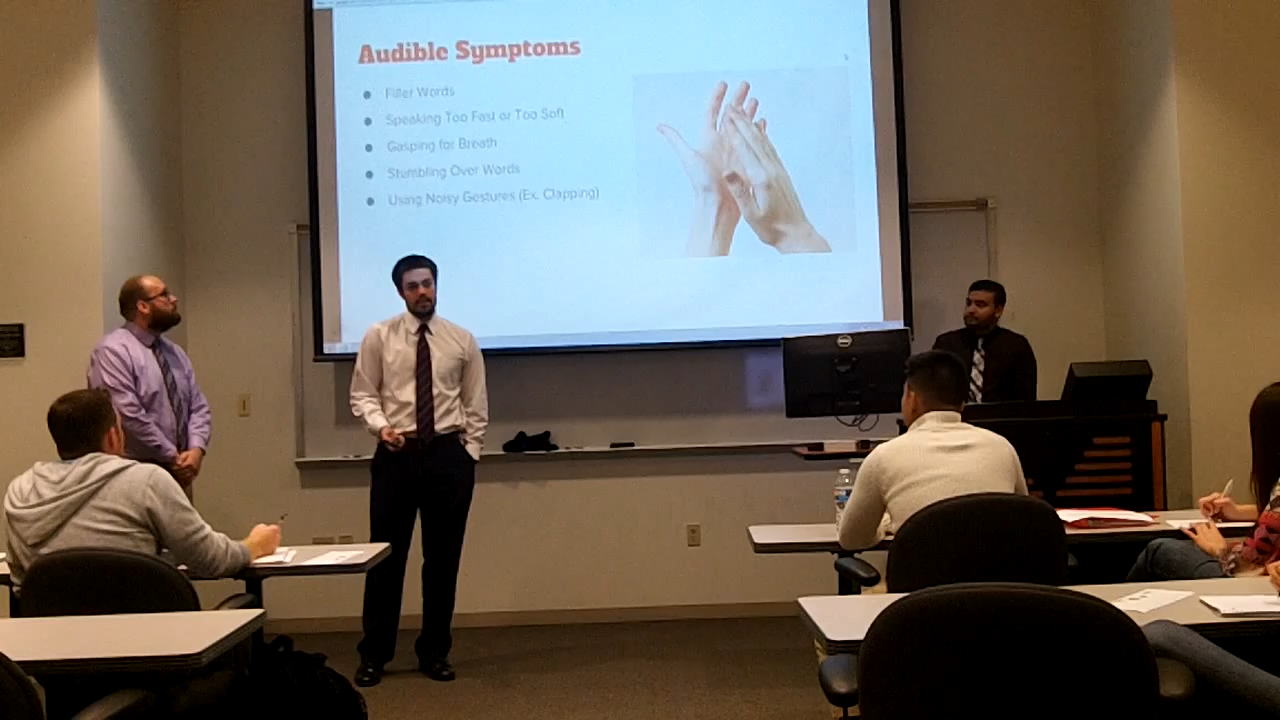 Audible Symptoms
● Filler Words
● Speaking Too Fast or Too Soft
● Gasping for Breath
● Stumbling Over Words
● Using Noisy Gestures (Ex. Clapping)
DELL